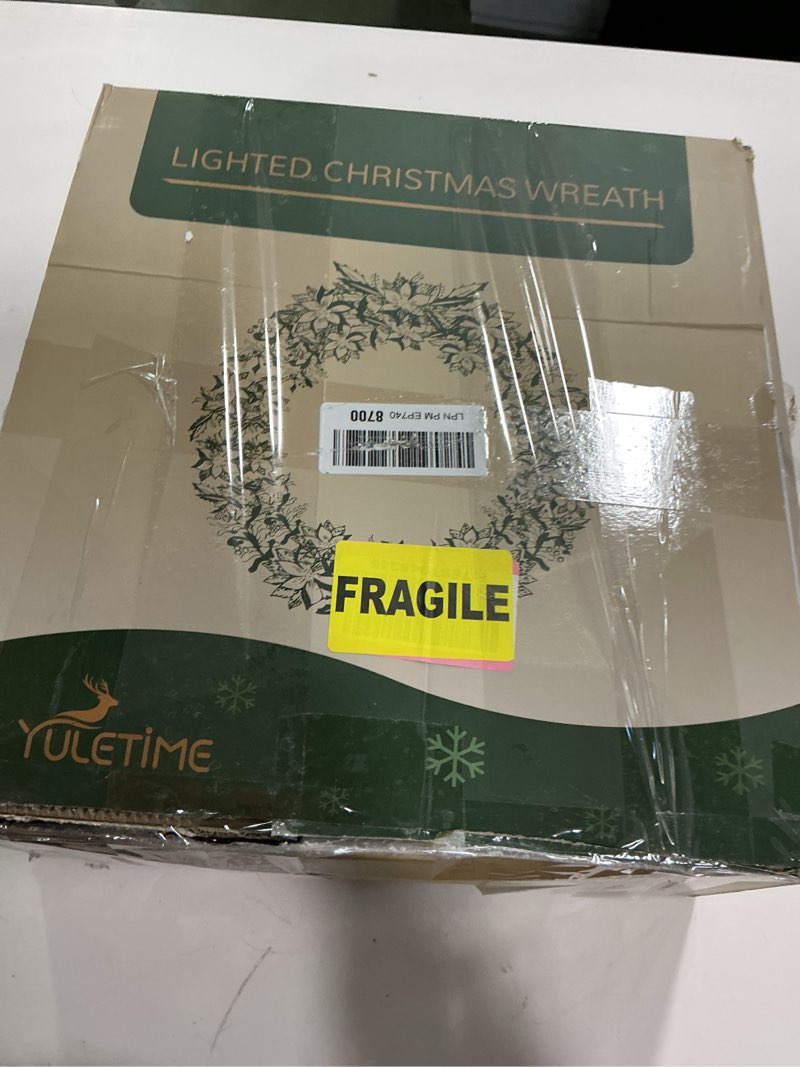 LIGHTED CHRISTMAS WREATH
LPN PM EP740 8700
FRAGILE
YULETIME